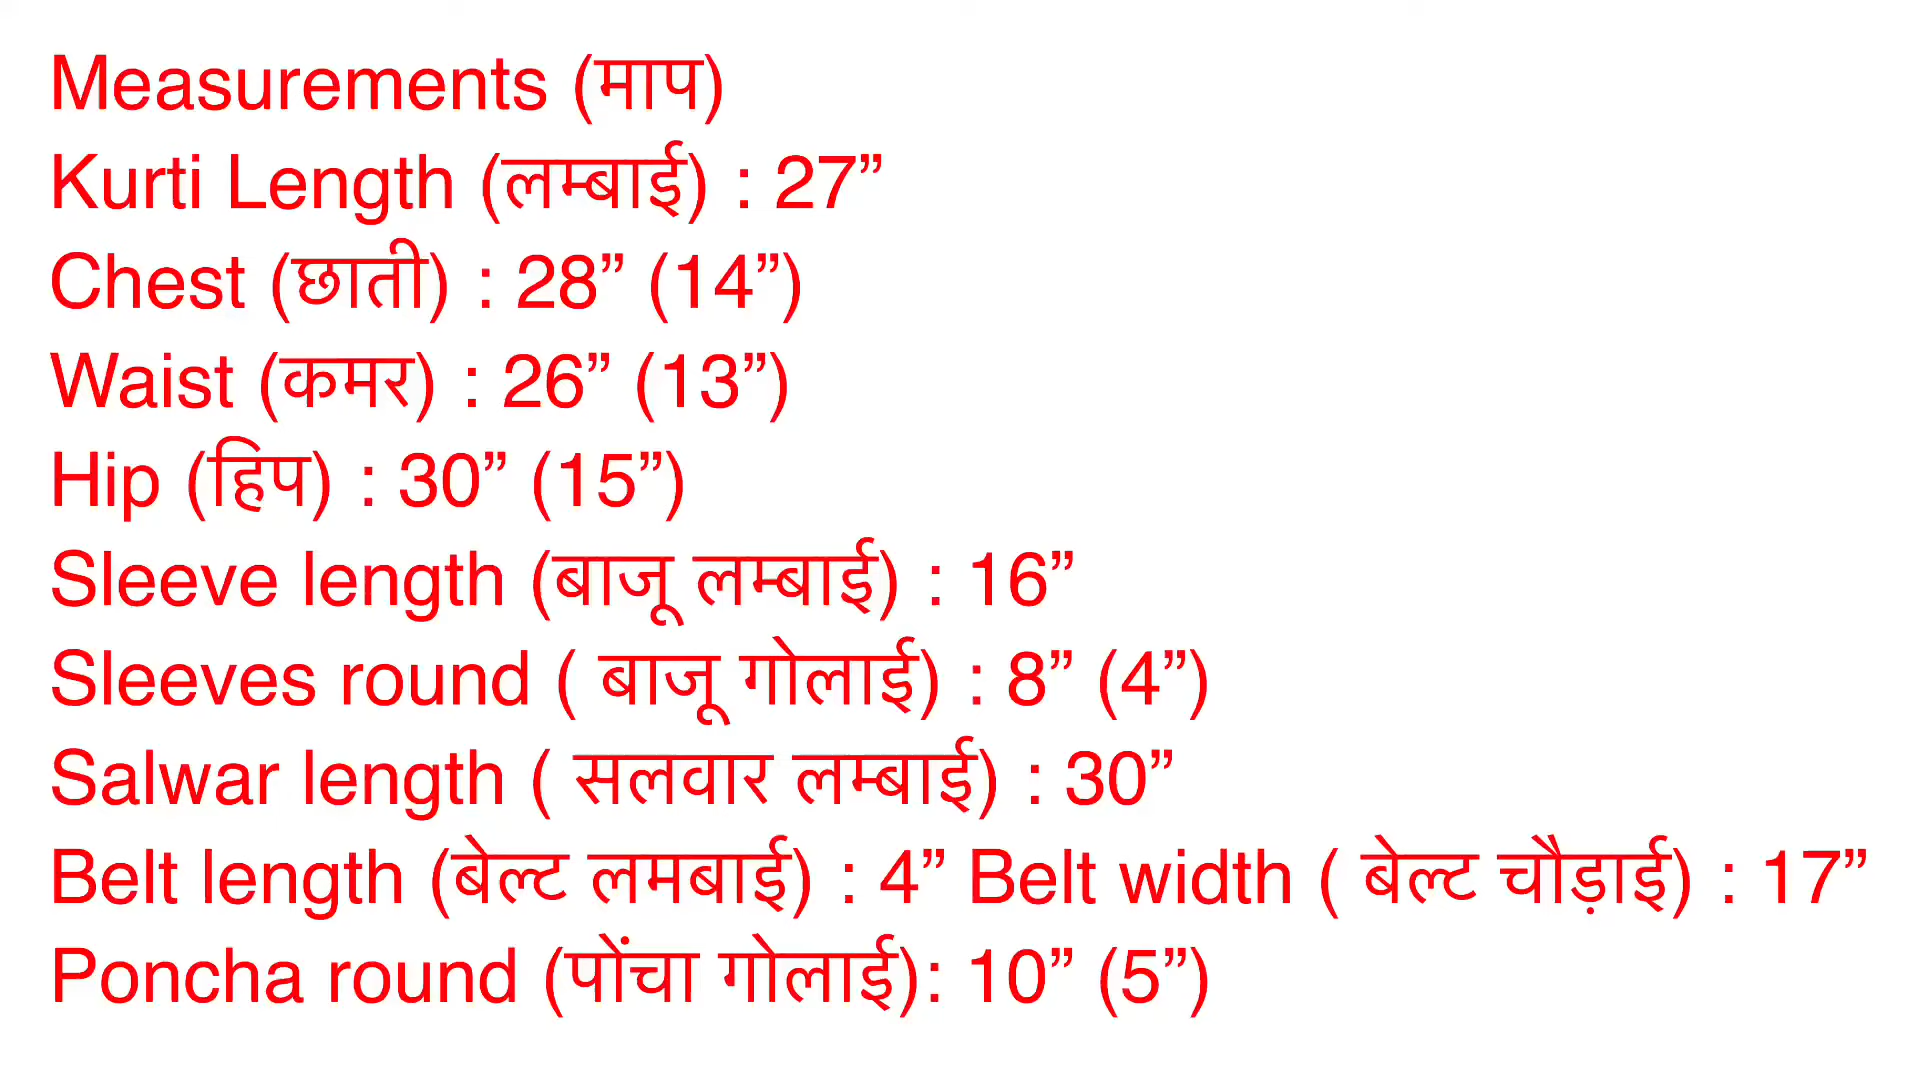 Measurements (माप)
Kurti Length (लम्बाई) : 27”
Chest (छाती) : 28” (14”)
Waist (कमर) : 26” (13”)
Hip (हिप) : 30” (15”)
Sleeve length (बाजू लम्बाई) : 16”
Sleeves round ( बाजू गोलाई) : 8” (4”)
Salwar length ( सलवार लम्बाई) : 30”
Belt length (बेल्ट लमबाई) : 4” Belt width ( बेल्ट चौड़ाई) : 17”
Poncha round (पोंचा गोलाई): 10” (5”)